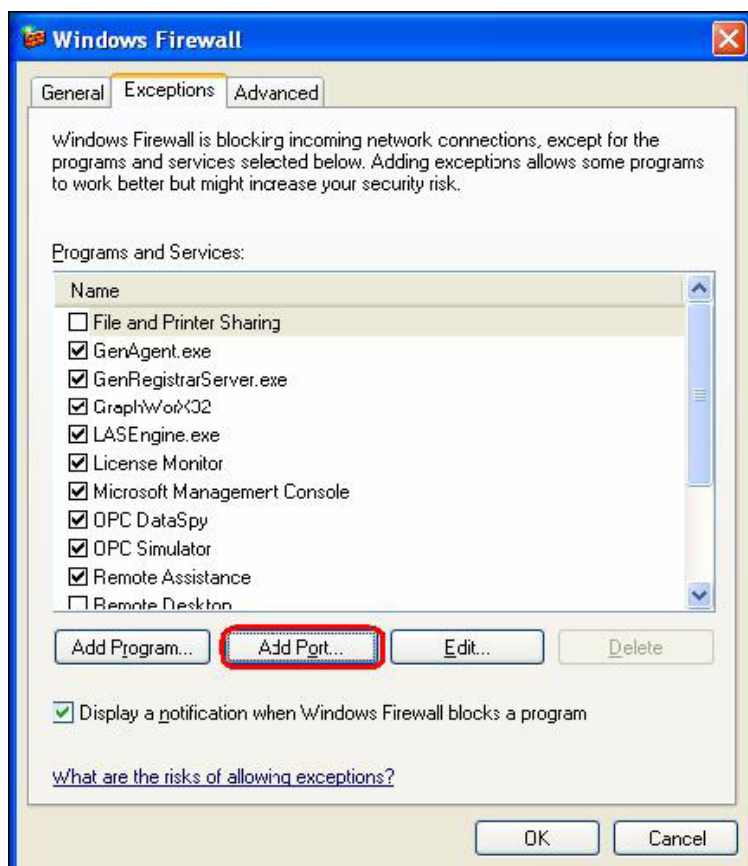 Windows Firewall
General Exceptions Advanced
Windows Firewall is blocking incoming network connections, except for the
programs and services selected below. Adding exceptions allows some programs
to work better but might increase your security risk.
Programs and Services:
Name
File and Printer Sharing
GenAgent.exe
GenRegistrarServer.exe
GraphWorX32
LASEngine.exe
License Monitor
Microsoft Management Console
OPC DataSpy
OPC Simulator
Remote Assistance
Remote Desktop
Add Program... Add Port... Edit... Delete
Display a notification when Windows Firewall blocks a program
What are the risks of allowing exceptions?
OK Cancel